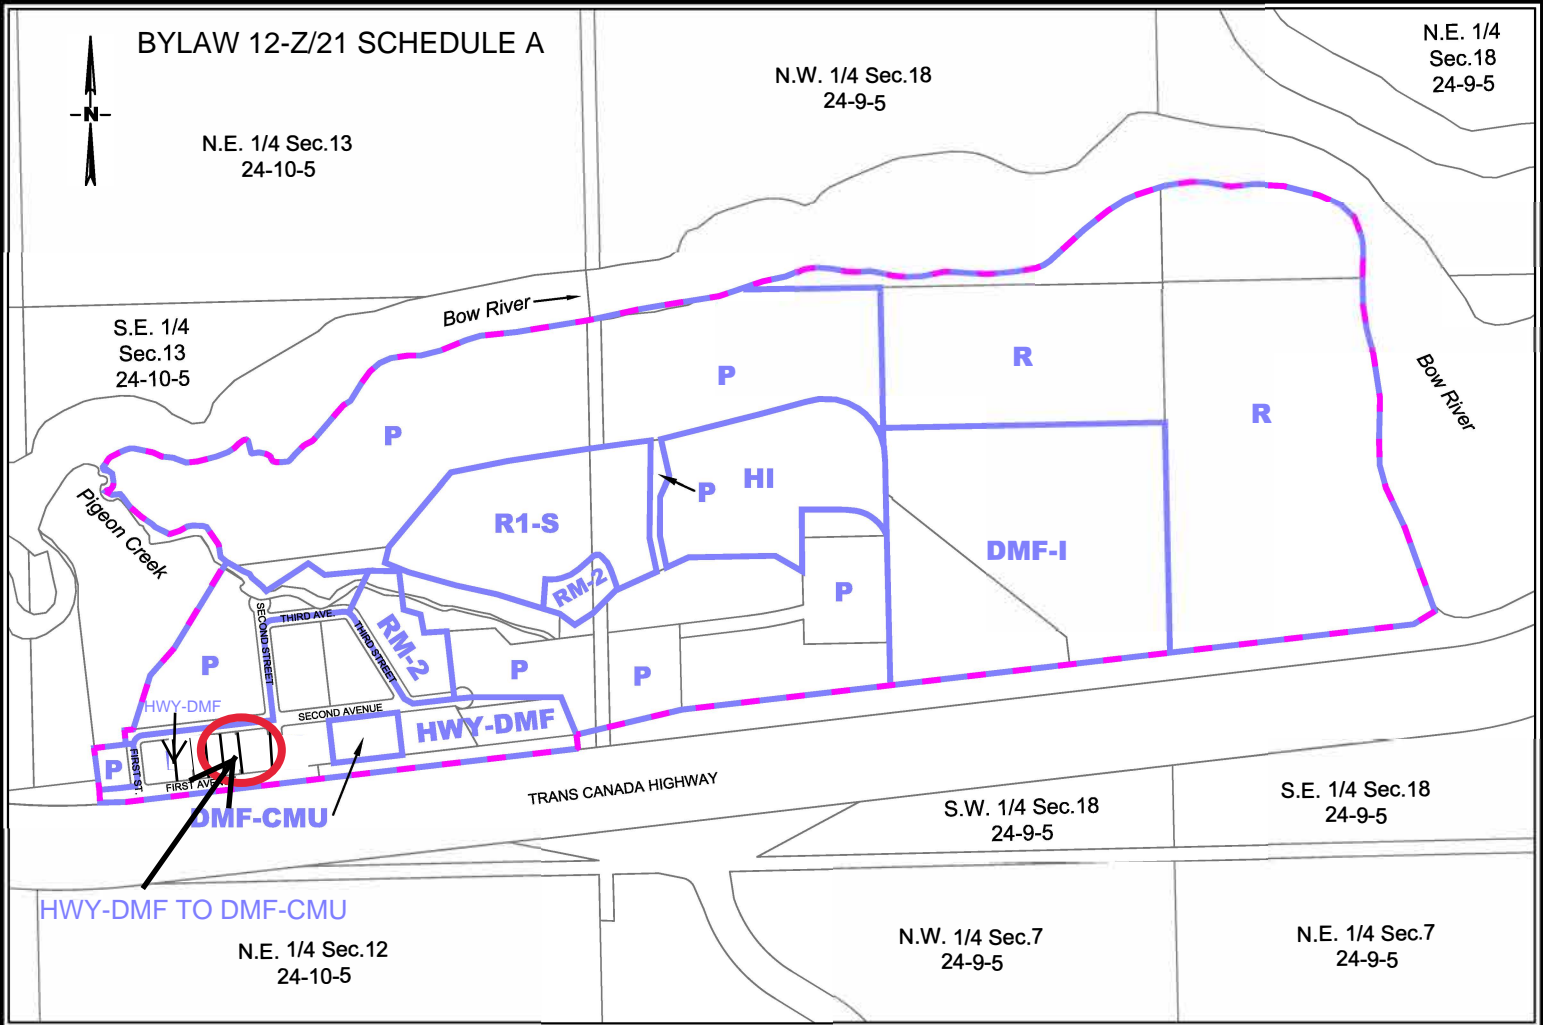 BYLAW 12-Z/21 SCHEDULE A
N
N.E. 1/4 Sec.13
24-10-5
N.W. 1/4 Sec.18
24-9-5
N.E. 1/4
Sec.18
24-9-5
S.E. 1/4
Sec.13
24-10-5
Bow River
Bow River
P
P
R
R
P
HI
R1-S
RM-2
DMF-I
P
Pigeon Creek
SECOND STREET
THIRD AVE.
THIRD STREET
RM-2
P
P
P
HWY-DMF
SECOND AVENUE
HWY-DMF
P
FIRST ST.
FIRST AVE
DMF-CMU
TRANS CANADA HIGHWAY
S.W. 1/4 Sec.18
24-9-5
S.E. 1/4 Sec.18
24-9-5
HWY-DMF TO DMF-CMU
N.E. 1/4 Sec.12
24-10-5
N.W. 1/4 Sec.7
24-9-5
N.E. 1/4 Sec.7
24-9-5